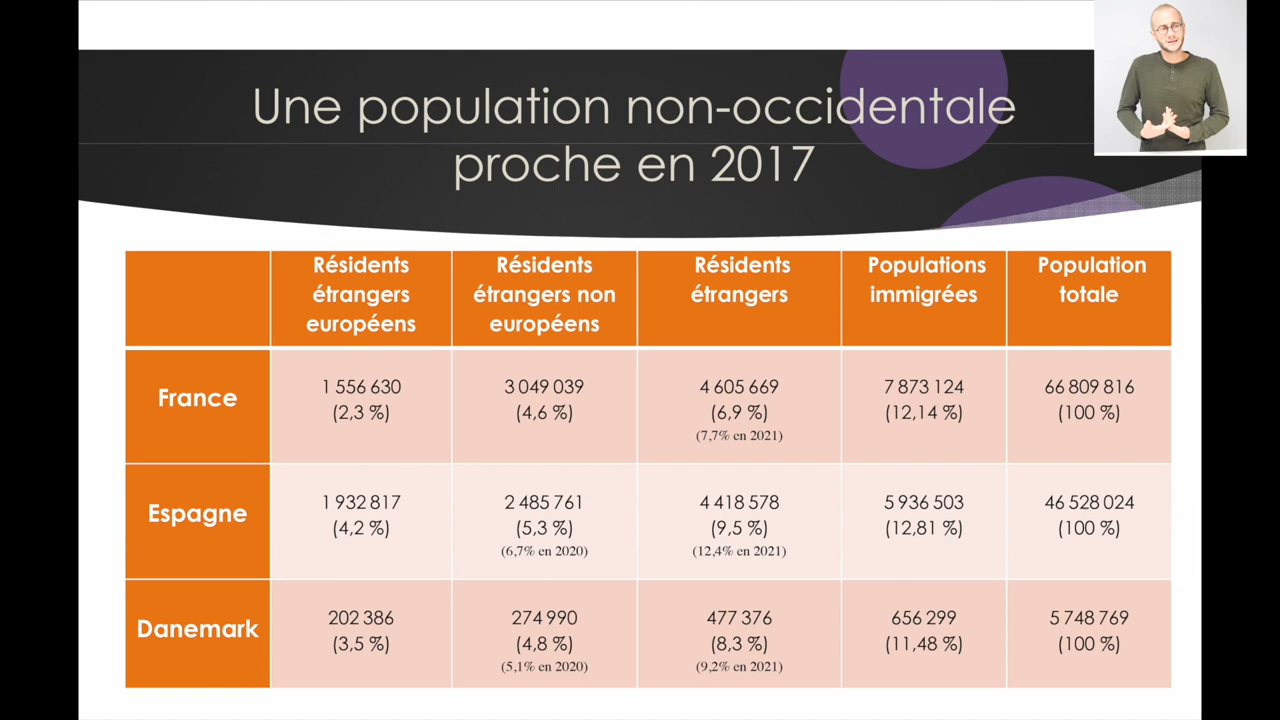 Une population non-occidentale
proche en 2017
Résidents étrangers européens
Résidents étrangers non européens
Résidents étrangers
Populations immigrées
Population totale
France
1 556 630
(2,3 %)
3 049 039
(4,6 %)
4 605 669
(6,9 %)
(7,7% en 2021)
7 873 124
(12,14 %)
66 809 816
(100 %)
Espagne
1 932 817
(4,2 %)
2 485 761
(5,3 %)
(6,7% en 2020)
4 418 578
(9,5 %)
(12,4% en 2021)
5 936 503
(12,81 %)
46 528 024
(100 %)
Danemark
202 386
(3,5 %)
274 990
(4,8 %)
(5,1% en 2020)
477 376
(8,3 %)
(9,2% en 2021)
656 299
(11,48 %)
5 748 769
(100 %)